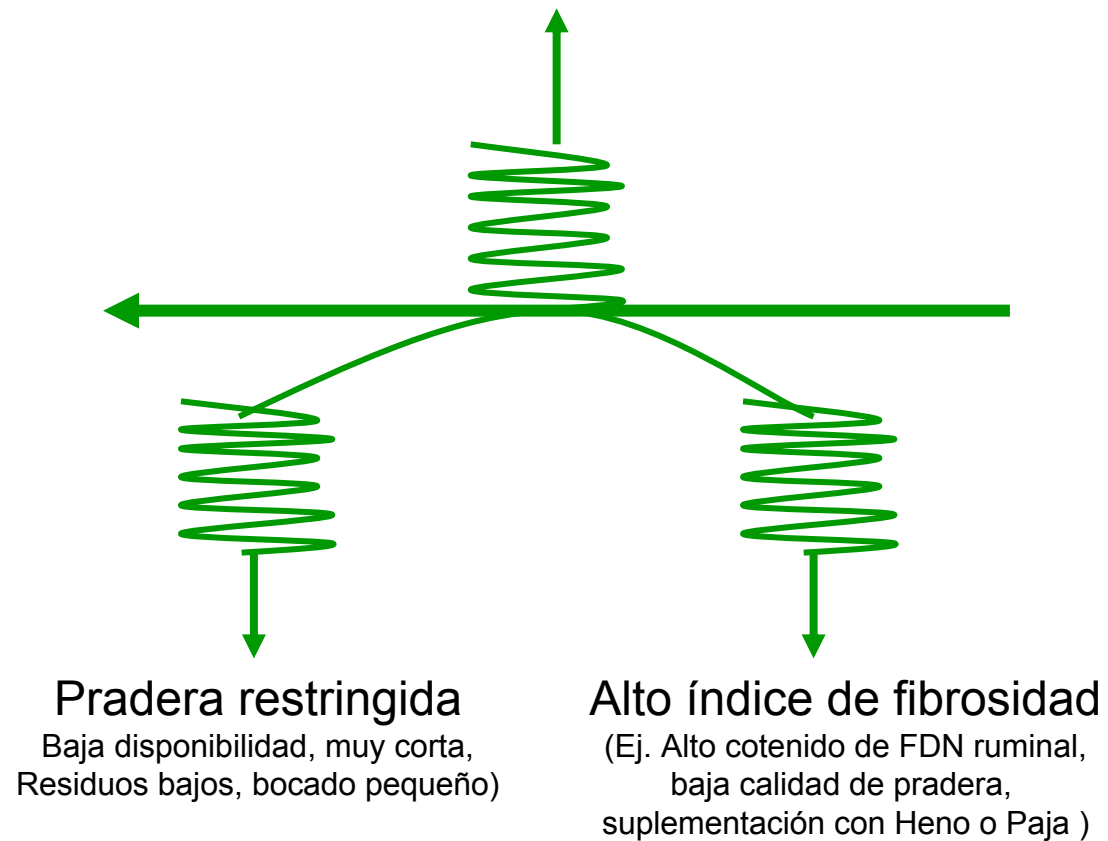 Pradera restringida
Baja disponibilidad, muy corta,
Residuos bajos, bocado pequeño)
Alto índice de fibrosidad
(Ej. Alto cotenido de FDN ruminal,
baja calidad de pradera,
suplementación con Heno o Paja )